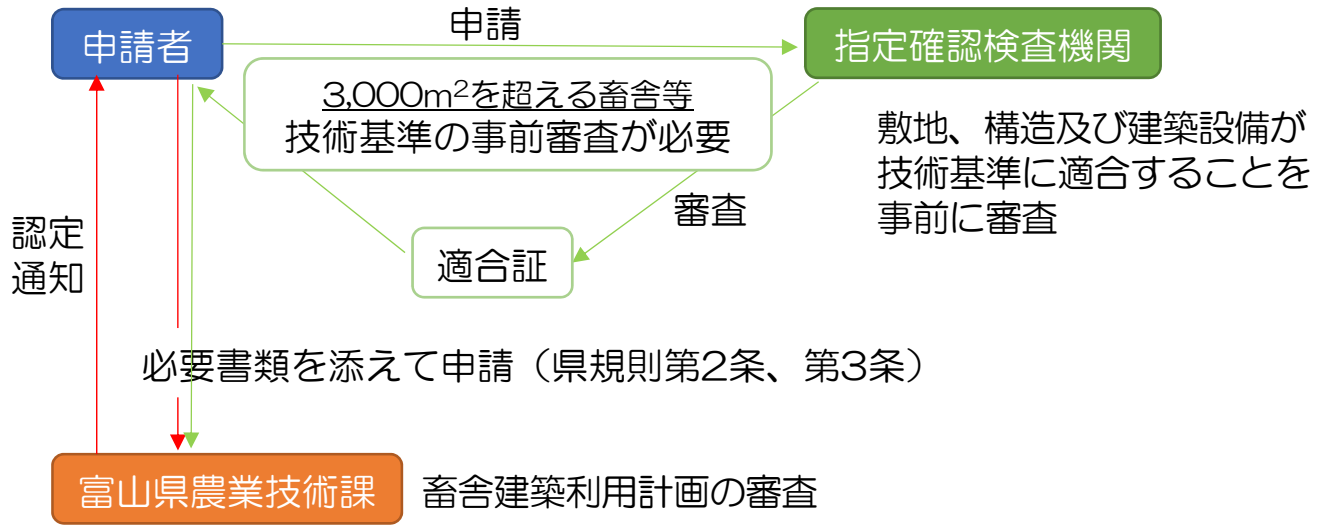 申請者
申請
指定確認検査機関
3,000m²を超える畜舎等
技術基準の事前審査が必要
敷地、構造及び建築設備が
技術基準に適合することを
事前に審査
審査
適合証
認定
通知
必要書類を添えて申請（県規則第2条、第3条）
富山県農業技術課
畜舎建築利用計画の審査